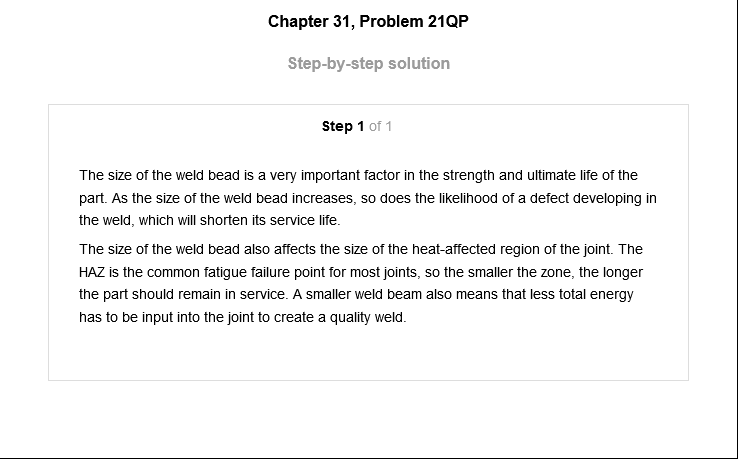 Chapter 31, Problem 21QP
Step-by-step solution
Step 1 of 1
The size of the weld bead is a very important factor in the strength and ultimate life of the
part. As the size of the weld bead increases, so does the likelihood of a defect developing in
the weld, which will shorten its service life.
The size of the weld bead also affects the size of the heat-affected region of the joint. The
HAZ is the common fatigue failure point for most joints, so the smaller the zone, the longer
the part should remain in service. A smaller weld beam also means that less total energy
has to be input into the joint to create a quality weld.